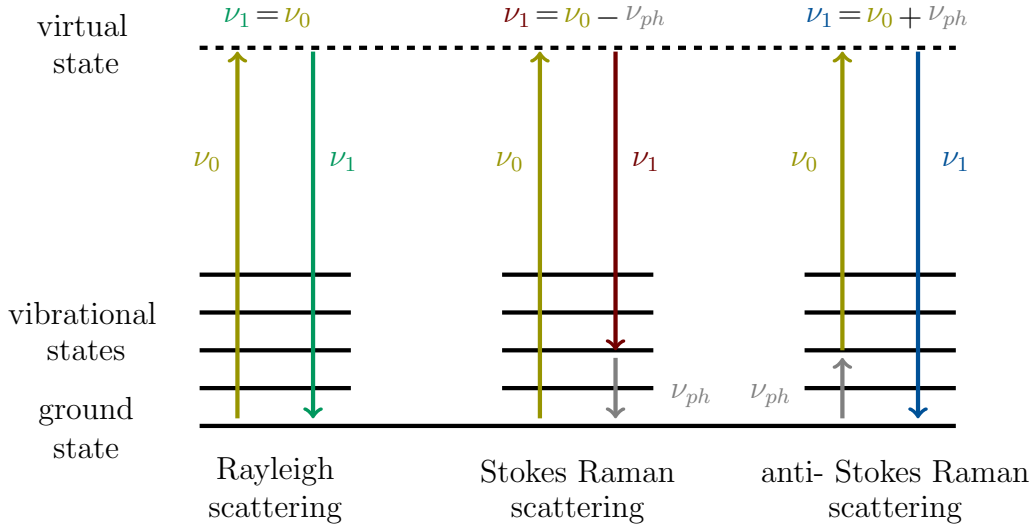 virtual
state
ν₁ = ν₀
ν₁ = ν₀ − νₚₕ
ν₁ = ν₀ + νₚₕ
ν₀
ν₁
ν₀
ν₁
ν₀
ν₁
vibrational
states
νₚₕ
νₚₕ
ground
state
Rayleigh
scattering
Stokes Raman
scattering
anti- Stokes Raman
scattering